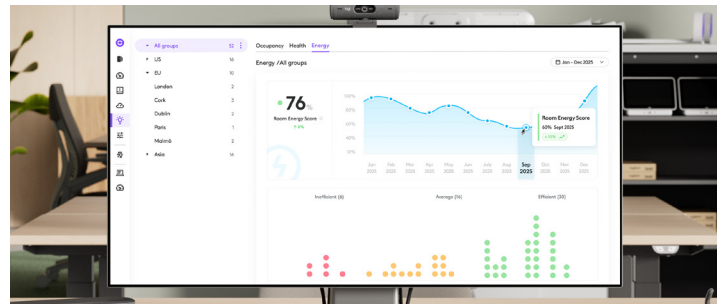 All groups 52
US 16
EU 10
London 2
Cork 3
Dublin 2
Paris 1
Malmö 2
Asia 16
Occupancy Health Energy
Energy /All groups
Jan - Dec 2025
76%
Room Energy Score
100%
80%
60%
40%
Room Energy Score
60% Sept 2025
Jan 2025
Feb 2025
Mar 2025
Apr 2025
May 2025
Jun 2025
July 2025
Aug 2025
Sep 2025
Oct 2025
Nov 2025
Dec 2025
Inefficient (6)
Average (16)
Efficient (30)